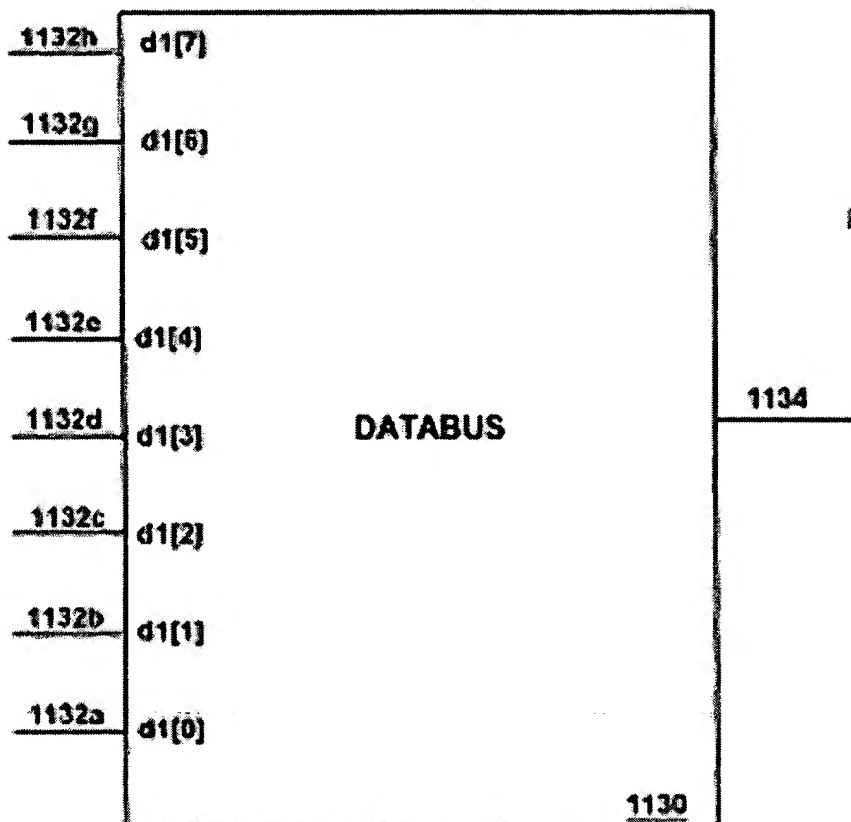 1132h d1[7]
1132g d1[6]
1132f d1[5]
1132e d1[4]
1134
1132d d1[3]
DATABUS
1132c d1[2]
1132b d1[1]
1132a d1[0]
1130